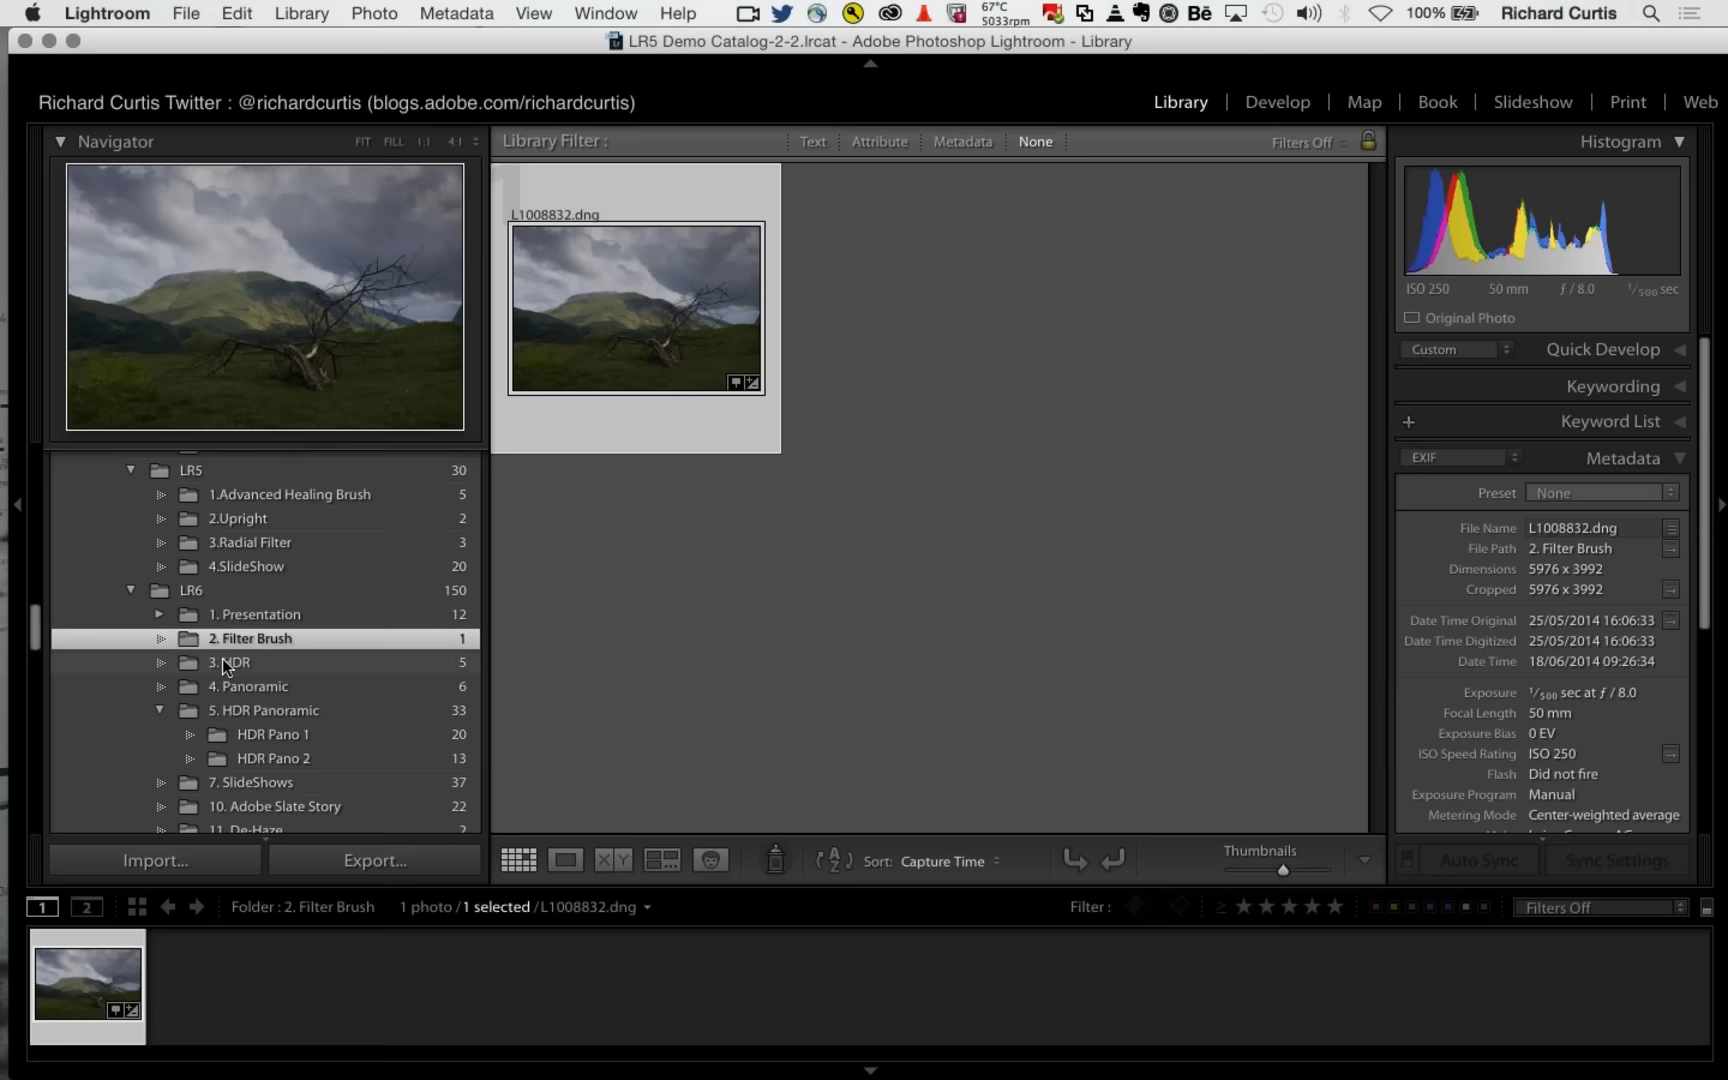 Lightroom File Edit Library Photo Metadata View Window Help 67°C 5033rpm Bē 100% Richard Curtis
LR5 Demo Catalog-2-2.lrcat - Adobe Photoshop Lightroom - Library
Richard Curtis Twitter : @richardcurtis (blogs.adobe.com/richardcurtis)
Library | Develop | Map | Book | Slideshow | Print | Web
Navigator FIT FILL 1:1 4:1
Library Filter : Text Attribute Metadata None Filters Off
Histogram
L1008832.dng
ISO 250 50 mm ƒ / 8.0 1/500 sec
Original Photo
Custom Quick Develop
Keywording
+ Keyword List
EXIF Metadata
Preset None
File Name L1008832.dng
File Path 2. Filter Brush
Dimensions 5976 x 3992
Cropped 5976 x 3992
Date Time Original 25/05/2014 16:06:33
Date Time Digitized 25/05/2014 16:06:33
Date Time 18/06/2014 09:26:34
Exposure 1/500 sec at ƒ / 8.0
Focal Length 50 mm
Exposure Bias 0 EV
ISO Speed Rating ISO 250
Flash Did not fire
Exposure Program Manual
Metering Mode Center-weighted average
LR5 30
1.Advanced Healing Brush 5
2.Upright 2
3.Radial Filter 3
4.SlideShow 20
LR6 150
1. Presentation 12
2. Filter Brush 1
3. HDR 5
4. Panoramic 6
5. HDR Panoramic 33
HDR Pano 1 20
HDR Pano 2 13
7. SlideShows 37
10. Adobe Slate Story 22
11. De-Haze 2
Import... Export...
Sort: Capture Time
Thumbnails
Auto Sync Sync Settings
1 2 Folder : 2. Filter Brush 1 photo / 1 selected / L1008832.dng
Filter : ≥ ★★★★★ Filters Off